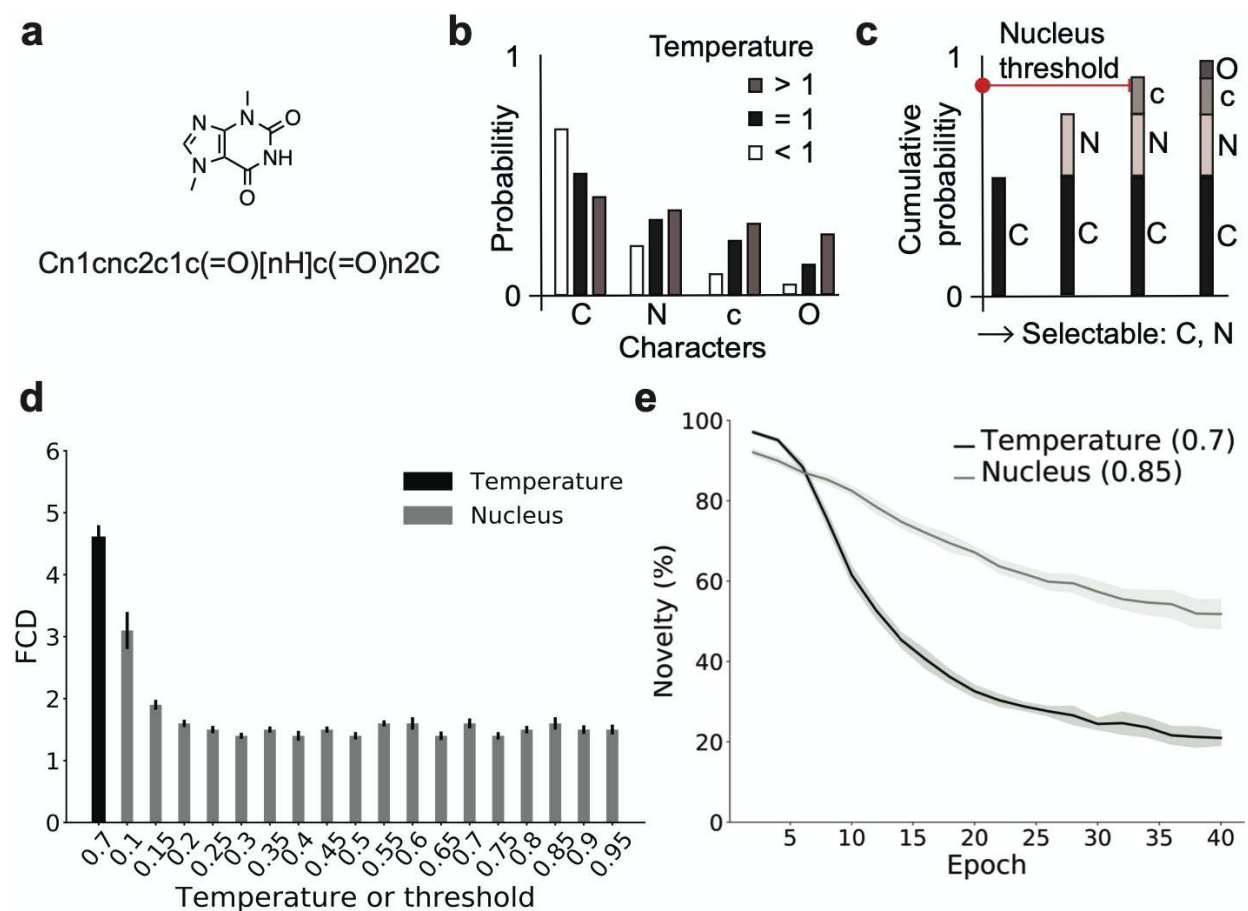 a
N
N
N
O
NH
O
Cn1cnc2c1c(=O)[nH]c(=O)n2C
b
Temperature
> 1
= 1
< 1
1
Probabilitiy
0
C N c O
Characters
c
Nucleus
threshold
1
Cumulative
probability
0
O
c
c
N
N
N
C
C
C
C
→ Selectable: C, N
d
Temperature
Nucleus
6
5
4
3
2
1
0
FCD
0.7 0.1 0.15 0.2 0.25 0.3 0.35 0.4 0.45 0.5 0.55 0.6 0.65 0.7 0.75 0.8 0.85 0.9 0.95
Temperature or threshold
e
Temperature (0.7)
Nucleus (0.85)
100
80
60
40
20
0
Novelty (%)
5 10 15 20 25 30 35 40
Epoch